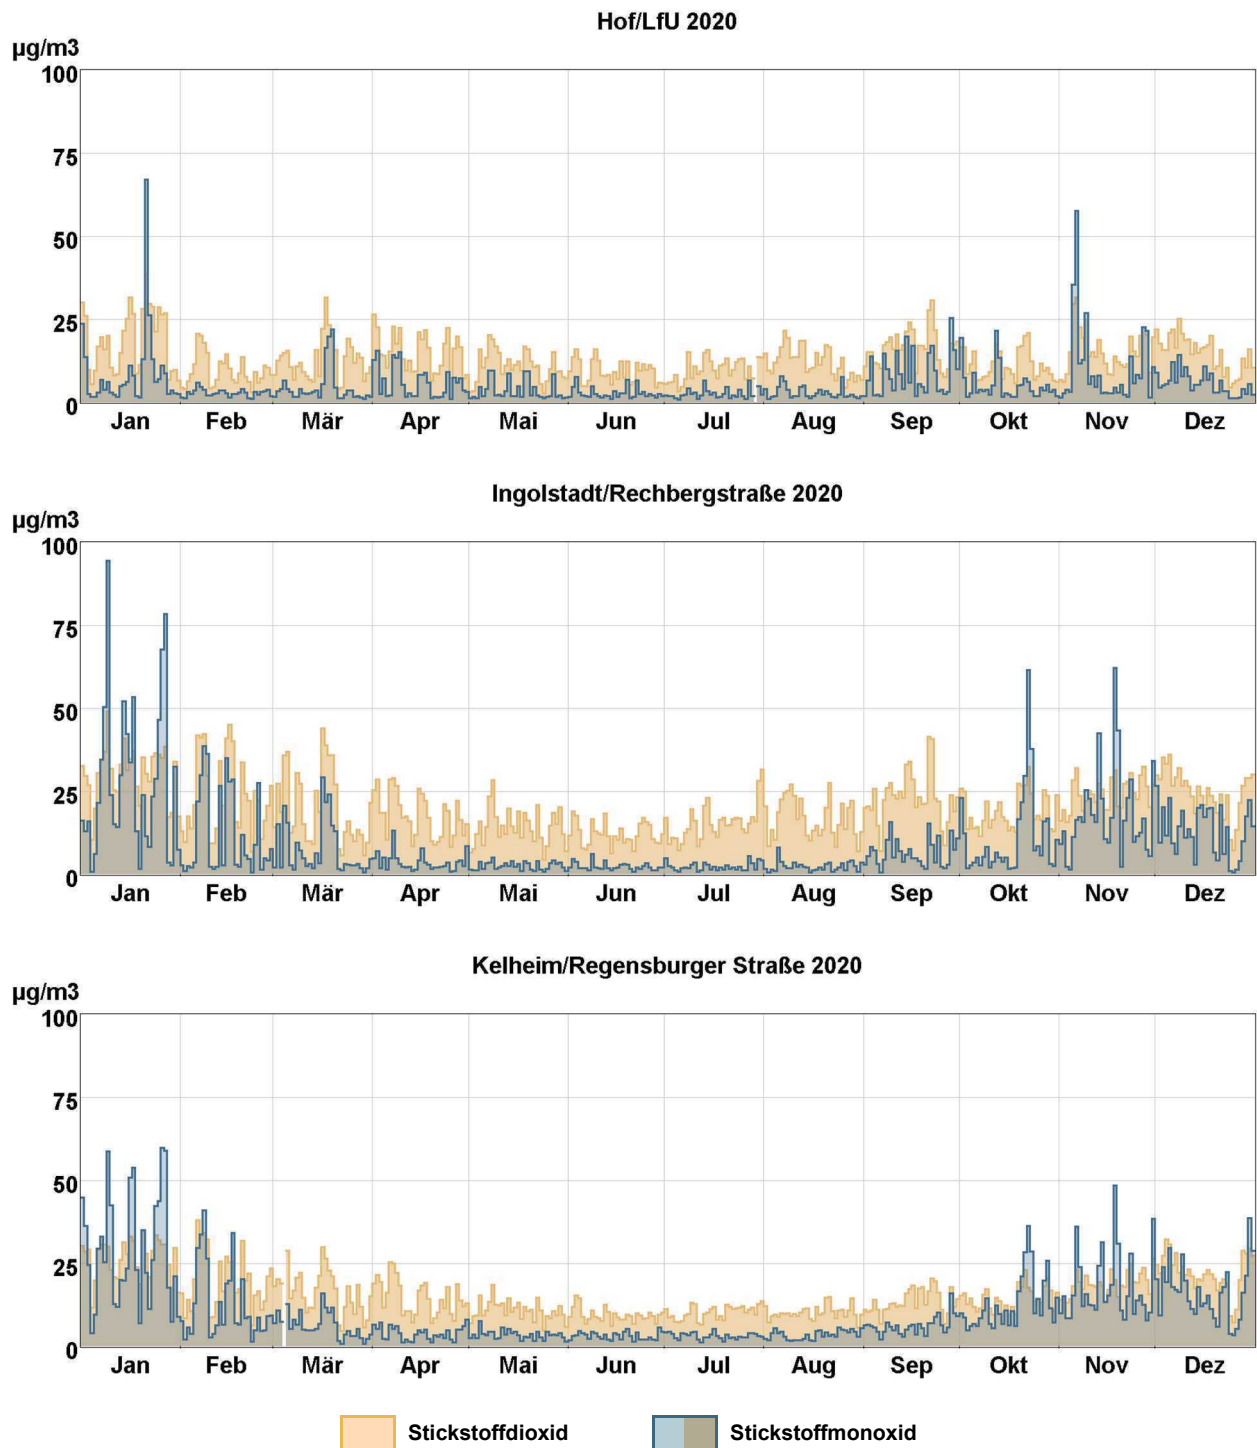 Hof/LfU 2020
µg/m3
100
75
50
25
0
Jan Feb Mär Apr Mai Jun Jul Aug Sep Okt Nov Dez
Ingolstadt/Rechbergstraße 2020
µg/m3
100
75
50
25
0
Jan Feb Mär Apr Mai Jun Jul Aug Sep Okt Nov Dez
Kelheim/Regensburger Straße 2020
µg/m3
100
75
50
25
0
Jan Feb Mär Apr Mai Jun Jul Aug Sep Okt Nov Dez
Stickstoffdioxid Stickstoffmonoxid